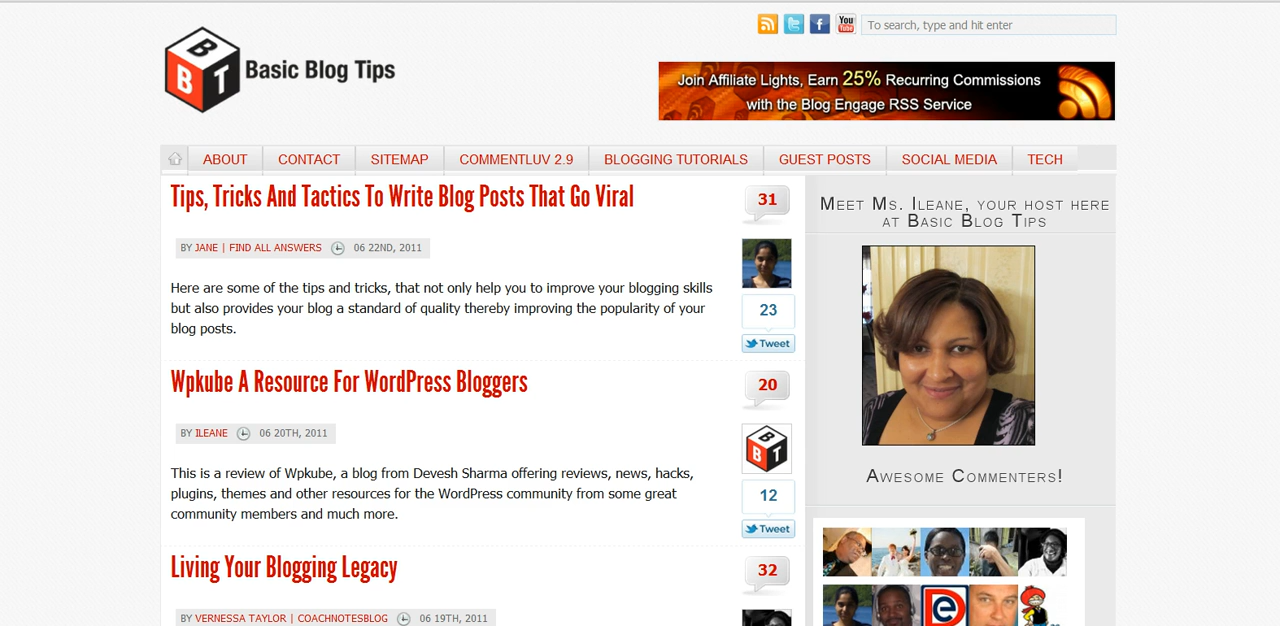 You
Tube
To search, type and hit enter
B
B T
Basic Blog Tips
Join Affiliate Lights, Earn 25% Recurring Commissions
with the Blog Engage RSS Service
ABOUT
CONTACT
SITEMAP
COMMENTLUV 2.9
BLOGGING TUTORIALS
GUEST POSTS
SOCIAL MEDIA
TECH
Tips, Tricks And Tactics To Write Blog Posts That Go Viral
31
BY JANE | FIND ALL ANSWERS 06 22ND, 2011
Here are some of the tips and tricks, that not only help you to improve your blogging skills
but also provides your blog a standard of quality thereby improving the popularity of your
blog posts.
23
Tweet
Wpkube A Resource For WordPress Bloggers
20
BY ILEANE 06 20TH, 2011
B
B T
This is a review of Wpkube, a blog from Devesh Sharma offering reviews, news, hacks,
plugins, themes and other resources for the WordPress community from some great
community members and much more.
12
Tweet
Living Your Blogging Legacy
32
BY VERNESSA TAYLOR | COACHNOTESBLOG 06 19TH, 2011
Meet Ms. Ileane, your host here
at Basic Blog Tips
Awesome Commenters!